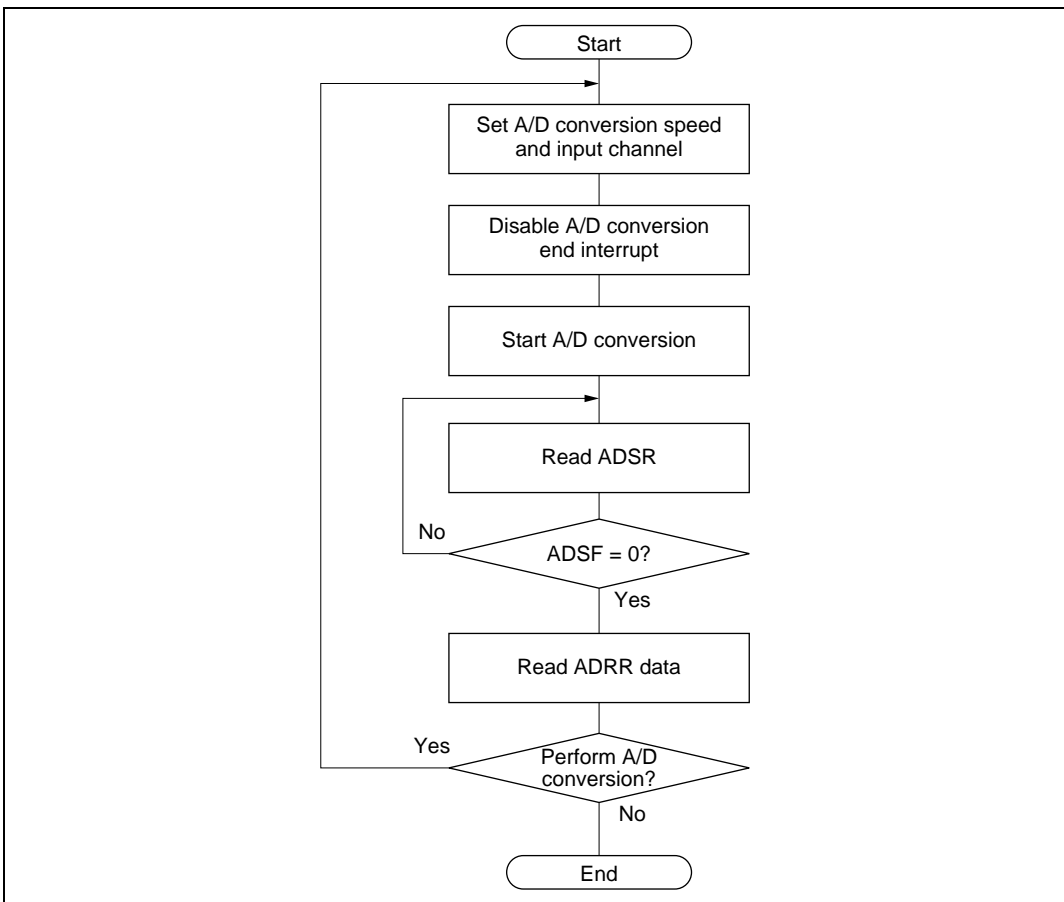 Start
Set A/D conversion speed
and input channel
Disable A/D conversion
end interrupt
Start A/D conversion
Read ADSR
No
ADSF = 0?
Yes
Read ADRR data
Yes
Perform A/D
conversion?
No
End